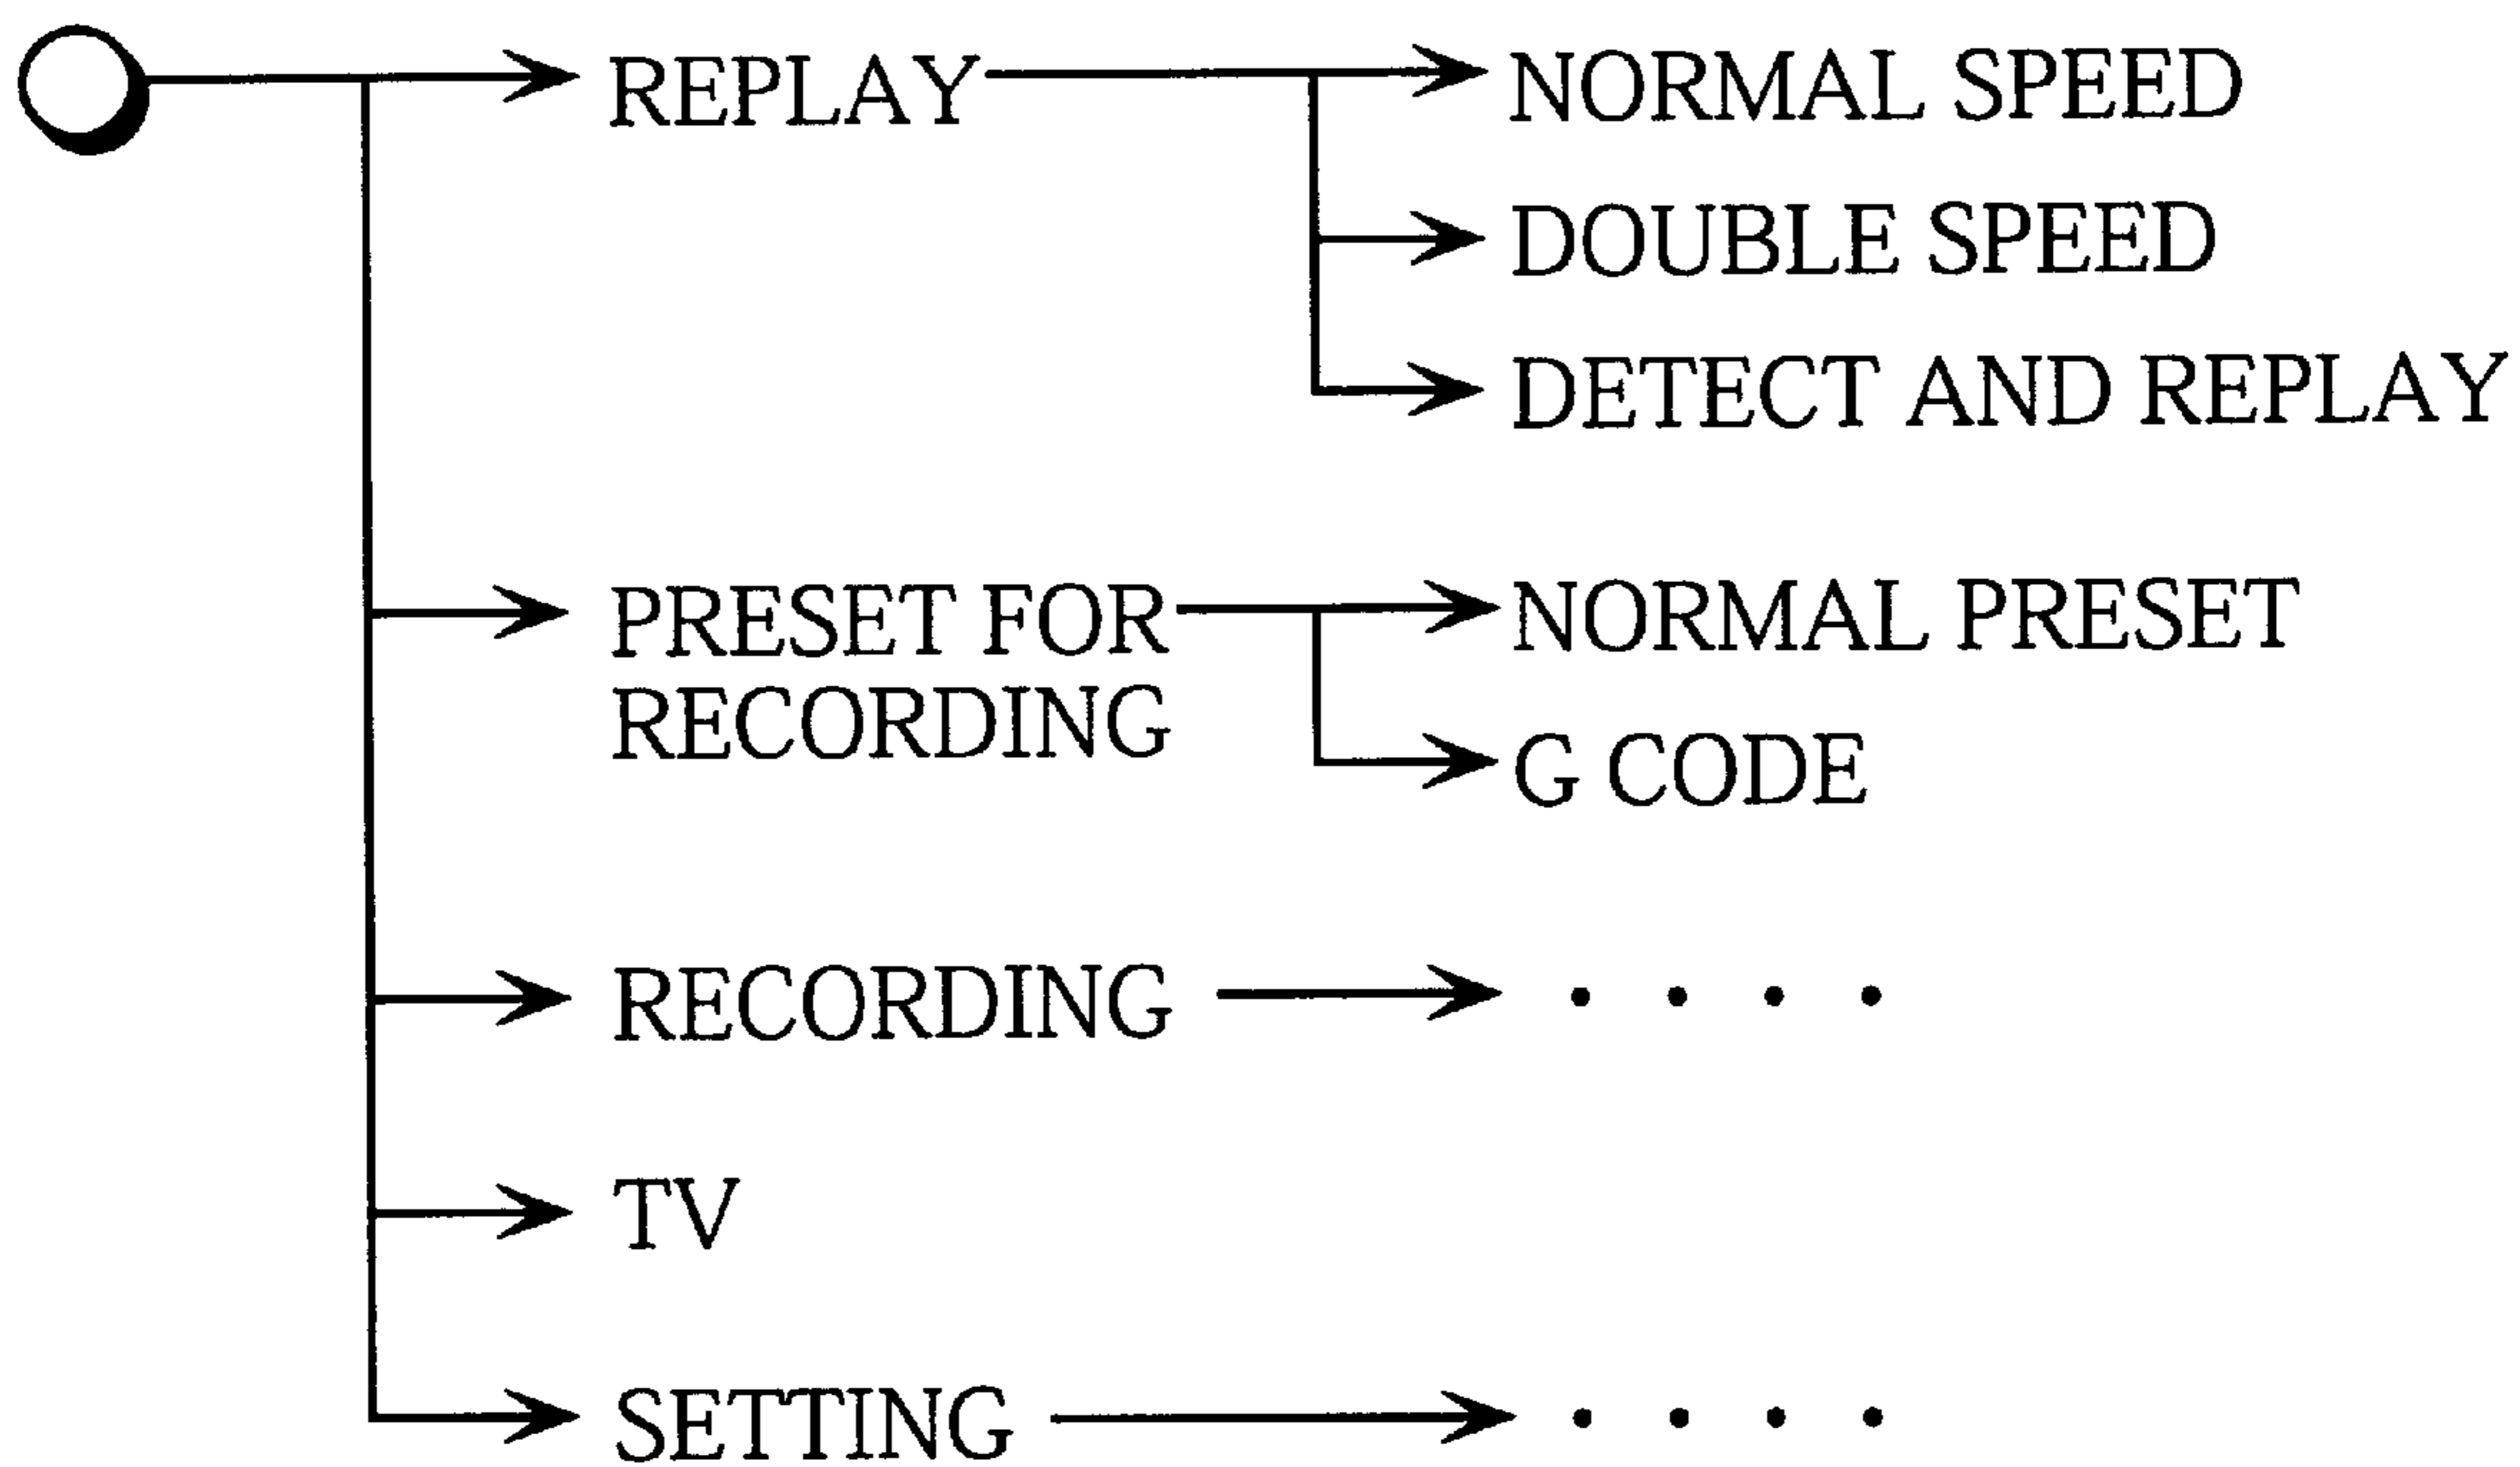 REPLAY
NORMAL SPEED
DOUBLE SPEED
DETECT AND REPLAY
PRESET FOR
RECORDING
NORMAL PRESET
G CODE
RECORDING
. . . .
TV
SETTING
. . . .